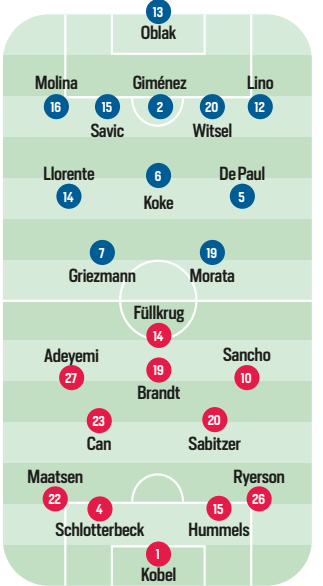 13
Oblak
Molina Giménez Lino
16 15 2 20 12
Savic Witsel
Llorente 6 De Paul
14 Koke 5
7 19
Griezmann Morata
Füllkrug
14
Adeyemi 19 Sancho
27 Brandt 10
23 20
Can Sabitzer
Maatsen Ryerson
22 4 15 26
Schlotterbeck Hummels
1
Kobel